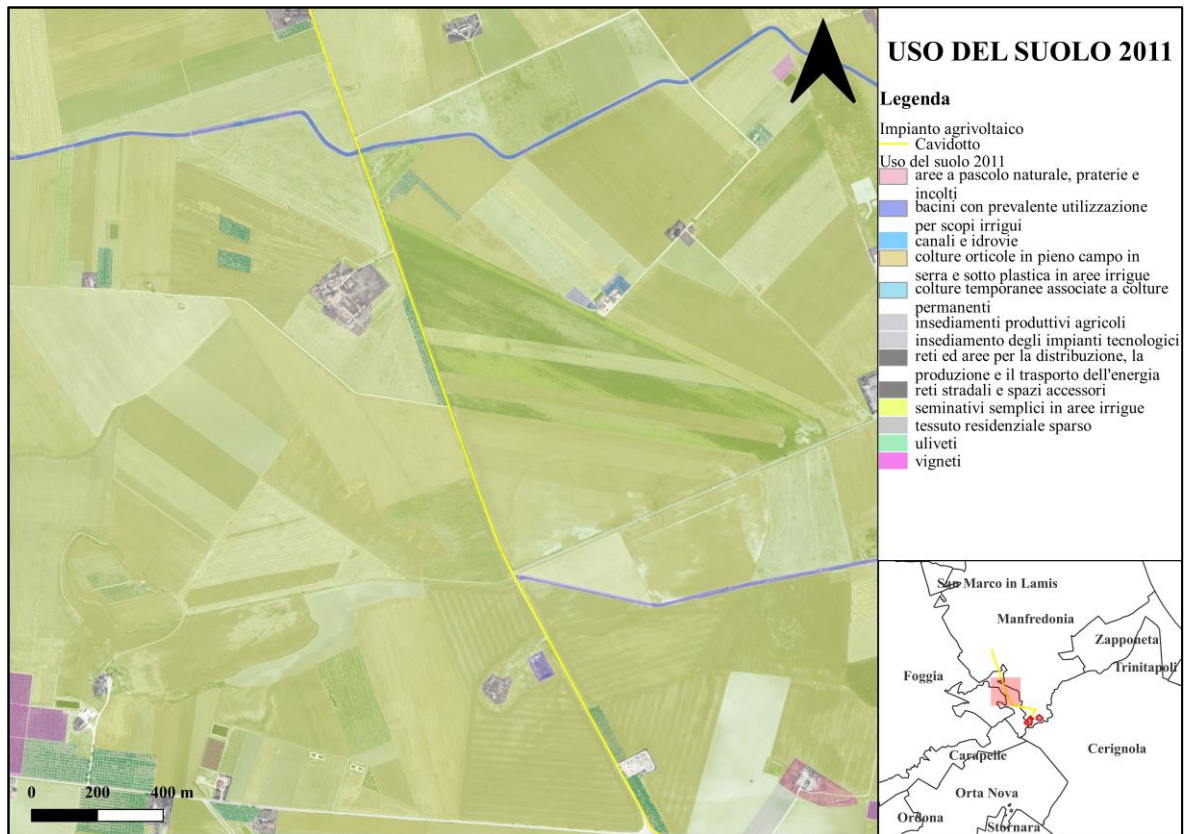 USO DEL SUOLO 2011
Legenda
Impianto agrivoltaico
Cavidotto
Uso del suolo 2011
aree a pascolo naturale, praterie e
incolti
bacini con prevalente utilizzazione
per scopi irrigui
canali e idrovie
colture orticole in pieno campo in
serra e sotto plastica in aree irrigue
colture temporanee associate a colture
permanenti
insediamenti produttivi agricoli
insediamento degli impianti tecnologici
reti ed aree per la distribuzione, la
produzione e il trasporto dell'energia
reti stradali e spazi accessori
seminativi semplici in aree irrigue
tessuto residenziale sparso
uliveti
vigneti
San Marco in Lamis
Manfredonia
Zapponeta
Trinitapoli
Foggia
Cerignola
Carapelle
Orta Nova
Ordona
Stornara
0 200 400 m